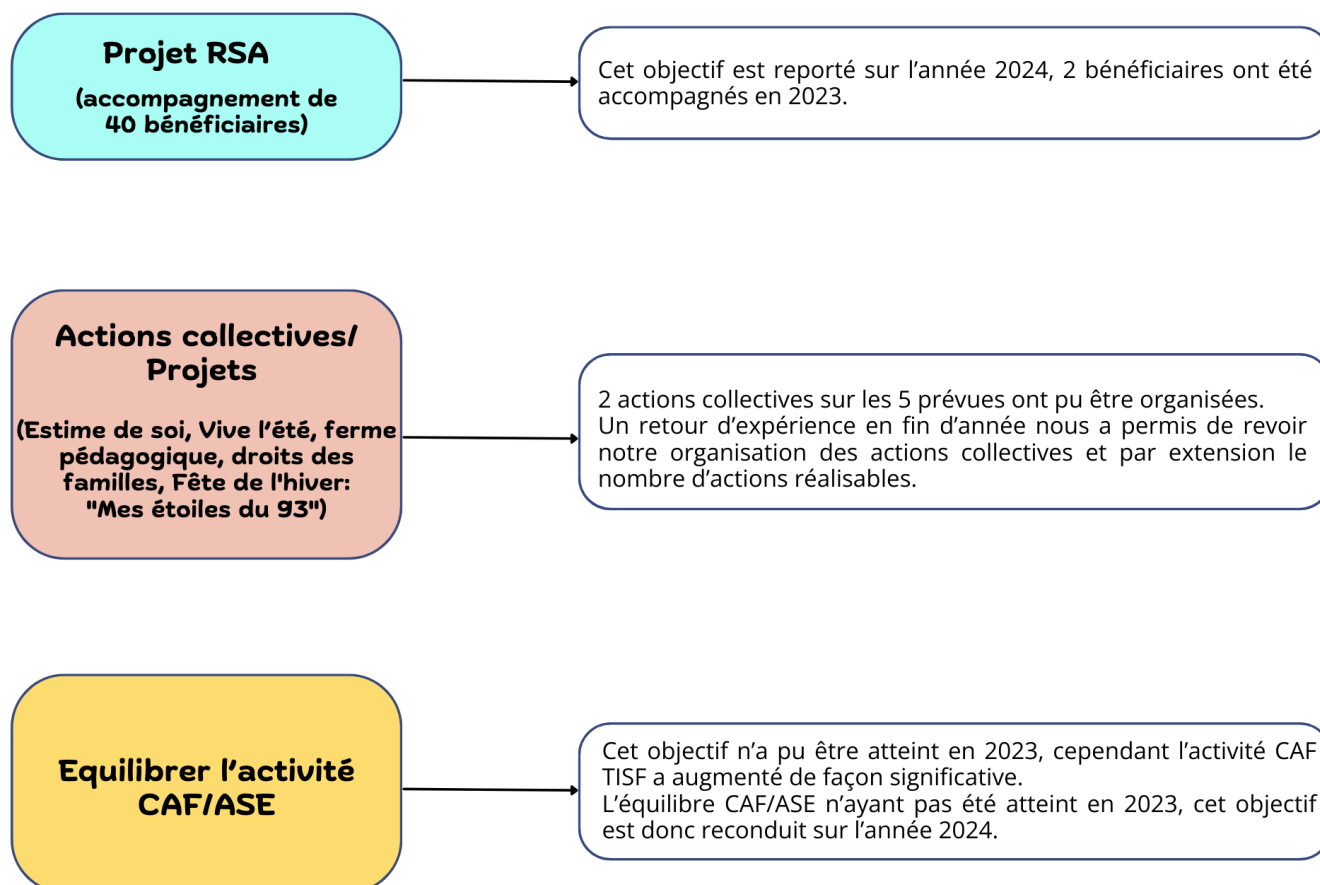 Projet RSA
(accompagnement de
40 bénéficiaires)
Cet objectif est reporté sur l’année 2024, 2 bénéficiaires ont été
accompagnés en 2023.
Actions collectives/
Projets
(Estime de soi, Vive l’été, ferme
pédagogique, droits des
familles, Fête de l'hiver:
"Mes étoiles du 93")
2 actions collectives sur les 5 prévues ont pu être organisées.
Un retour d’expérience en fin d’année nous a permis de revoir
notre organisation des actions collectives et par extension le
nombre d’actions réalisables.
Equilibrer l’activité
CAF/ASE
Cet objectif n’a pu être atteint en 2023, cependant l’activité CAF
TISF a augmenté de façon significative.
L’équilibre CAF/ASE n’ayant pas été atteint en 2023, cet objectif
est donc reconduit sur l’année 2024.